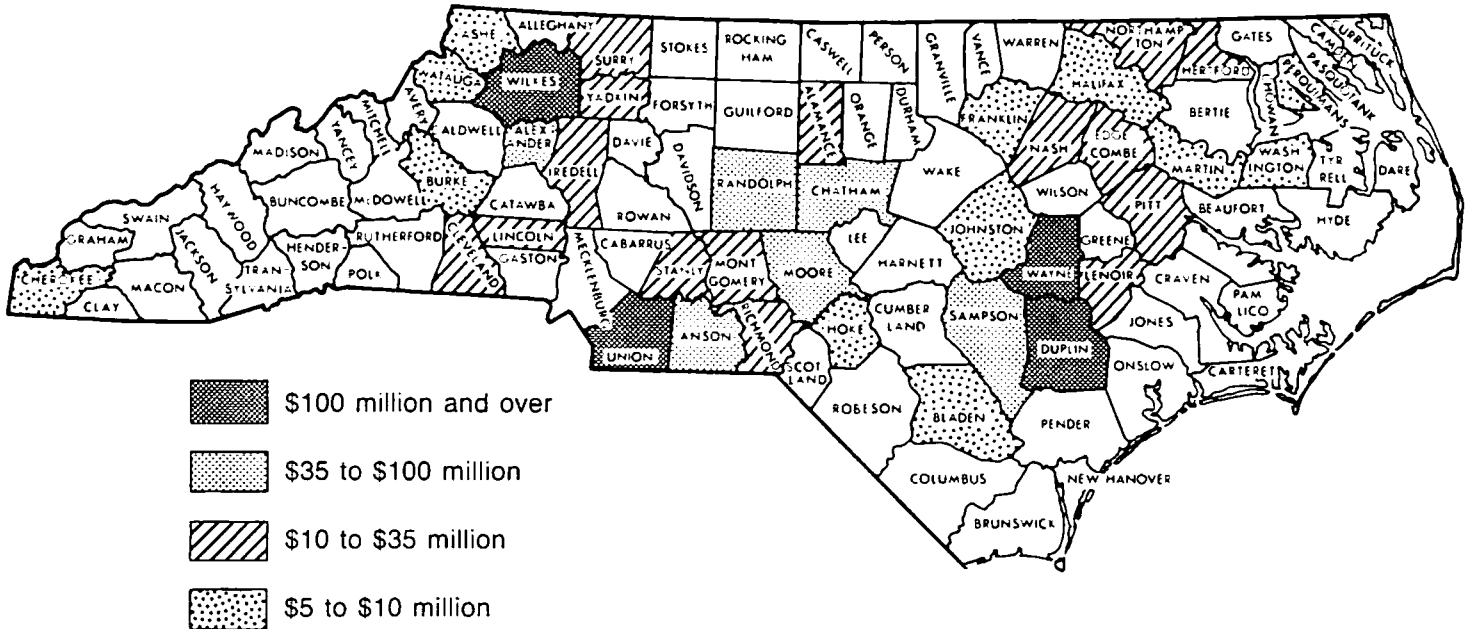 ALLEGHANY
ASHE
SURRY
STOKES
ROCKING
HAM
CASWELL
PERSON
GRANVILLE
VANCE
WARREN
NORTHAMP
TON
GATES
CURRITUCK
CAMDEN
PASQUOTANK
PERQUIMANS
CHOWAN
HERTFORD
HALIFAX
BERTIE
WATAUGA
WILKES
YADKIN
FORSYTH
GUILFORD
ALAMANCE
ORANGE
DURHAM
FRANKLIN
NASH
EDGE
COMBE
MARTIN
WASH
INGTON
TYR
RELL
DARE
AVERY
MITCHELL
YANCEY
MADISON
CALDWELL
ALEX
ANDER
IREDELL
DAVIE
DAVIDSON
RANDOLPH
CHATHAM
WAKE
WILSON
PITT
BEAUFORT
HYDE
BURKE
McDOWELL
BUNCOMBE
HAYWOOD
SWAIN
GRAHAM
CATAWBA
ROWAN
JOHNSTON
GREENE
WAYNE
LENOIR
CRAVEN
PAM
LICO
CHEROKEE
CLAY
MACON
JACKSON
TRAN-
SYLVANIA
HENDER-
SON
POLK
RUTHERFORD
CLEVELAND
LINCOLN
GASTON
MECKLENBURG
CABARRUS
STANLY
MONT
GOMERY
MOORE
LEE
HARNETT
UNION
ANSON
RICHMOND
SCOT
LAND
HOKE
CUMBER
LAND
SAMPSON
DUPLIN
JONES
ONSLOW
CARTERET
ROBESON
BLADEN
PENDER
COLUMBUS
NEW HANOVER
BRUNSWICK
$100 million and over
$35 to $100 million
$10 to $35 million
$5 to $10 million